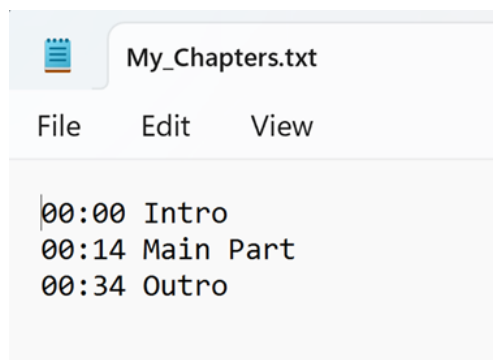 My_Chapters.txt
File Edit View
00:00 Intro
00:14 Main Part
00:34 Outro